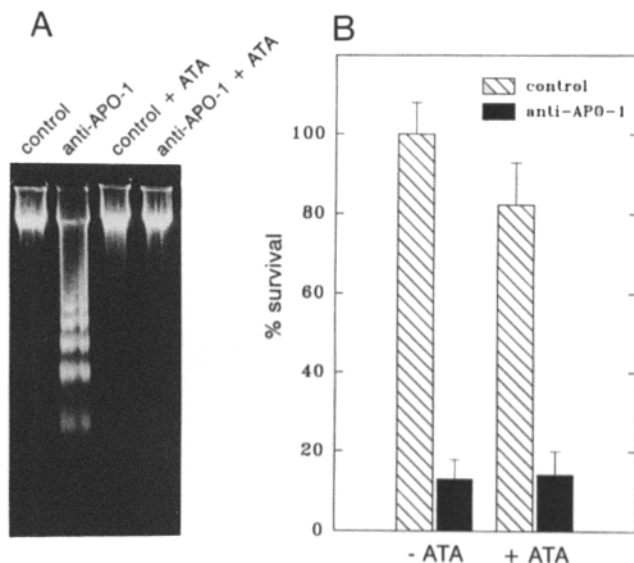 A
control
anti-APO-1
control + ATA
anti-APO-1 + ATA
B
control
anti-APO-1
100
80
60
40
20
0
% survival
- ATA
+ ATA